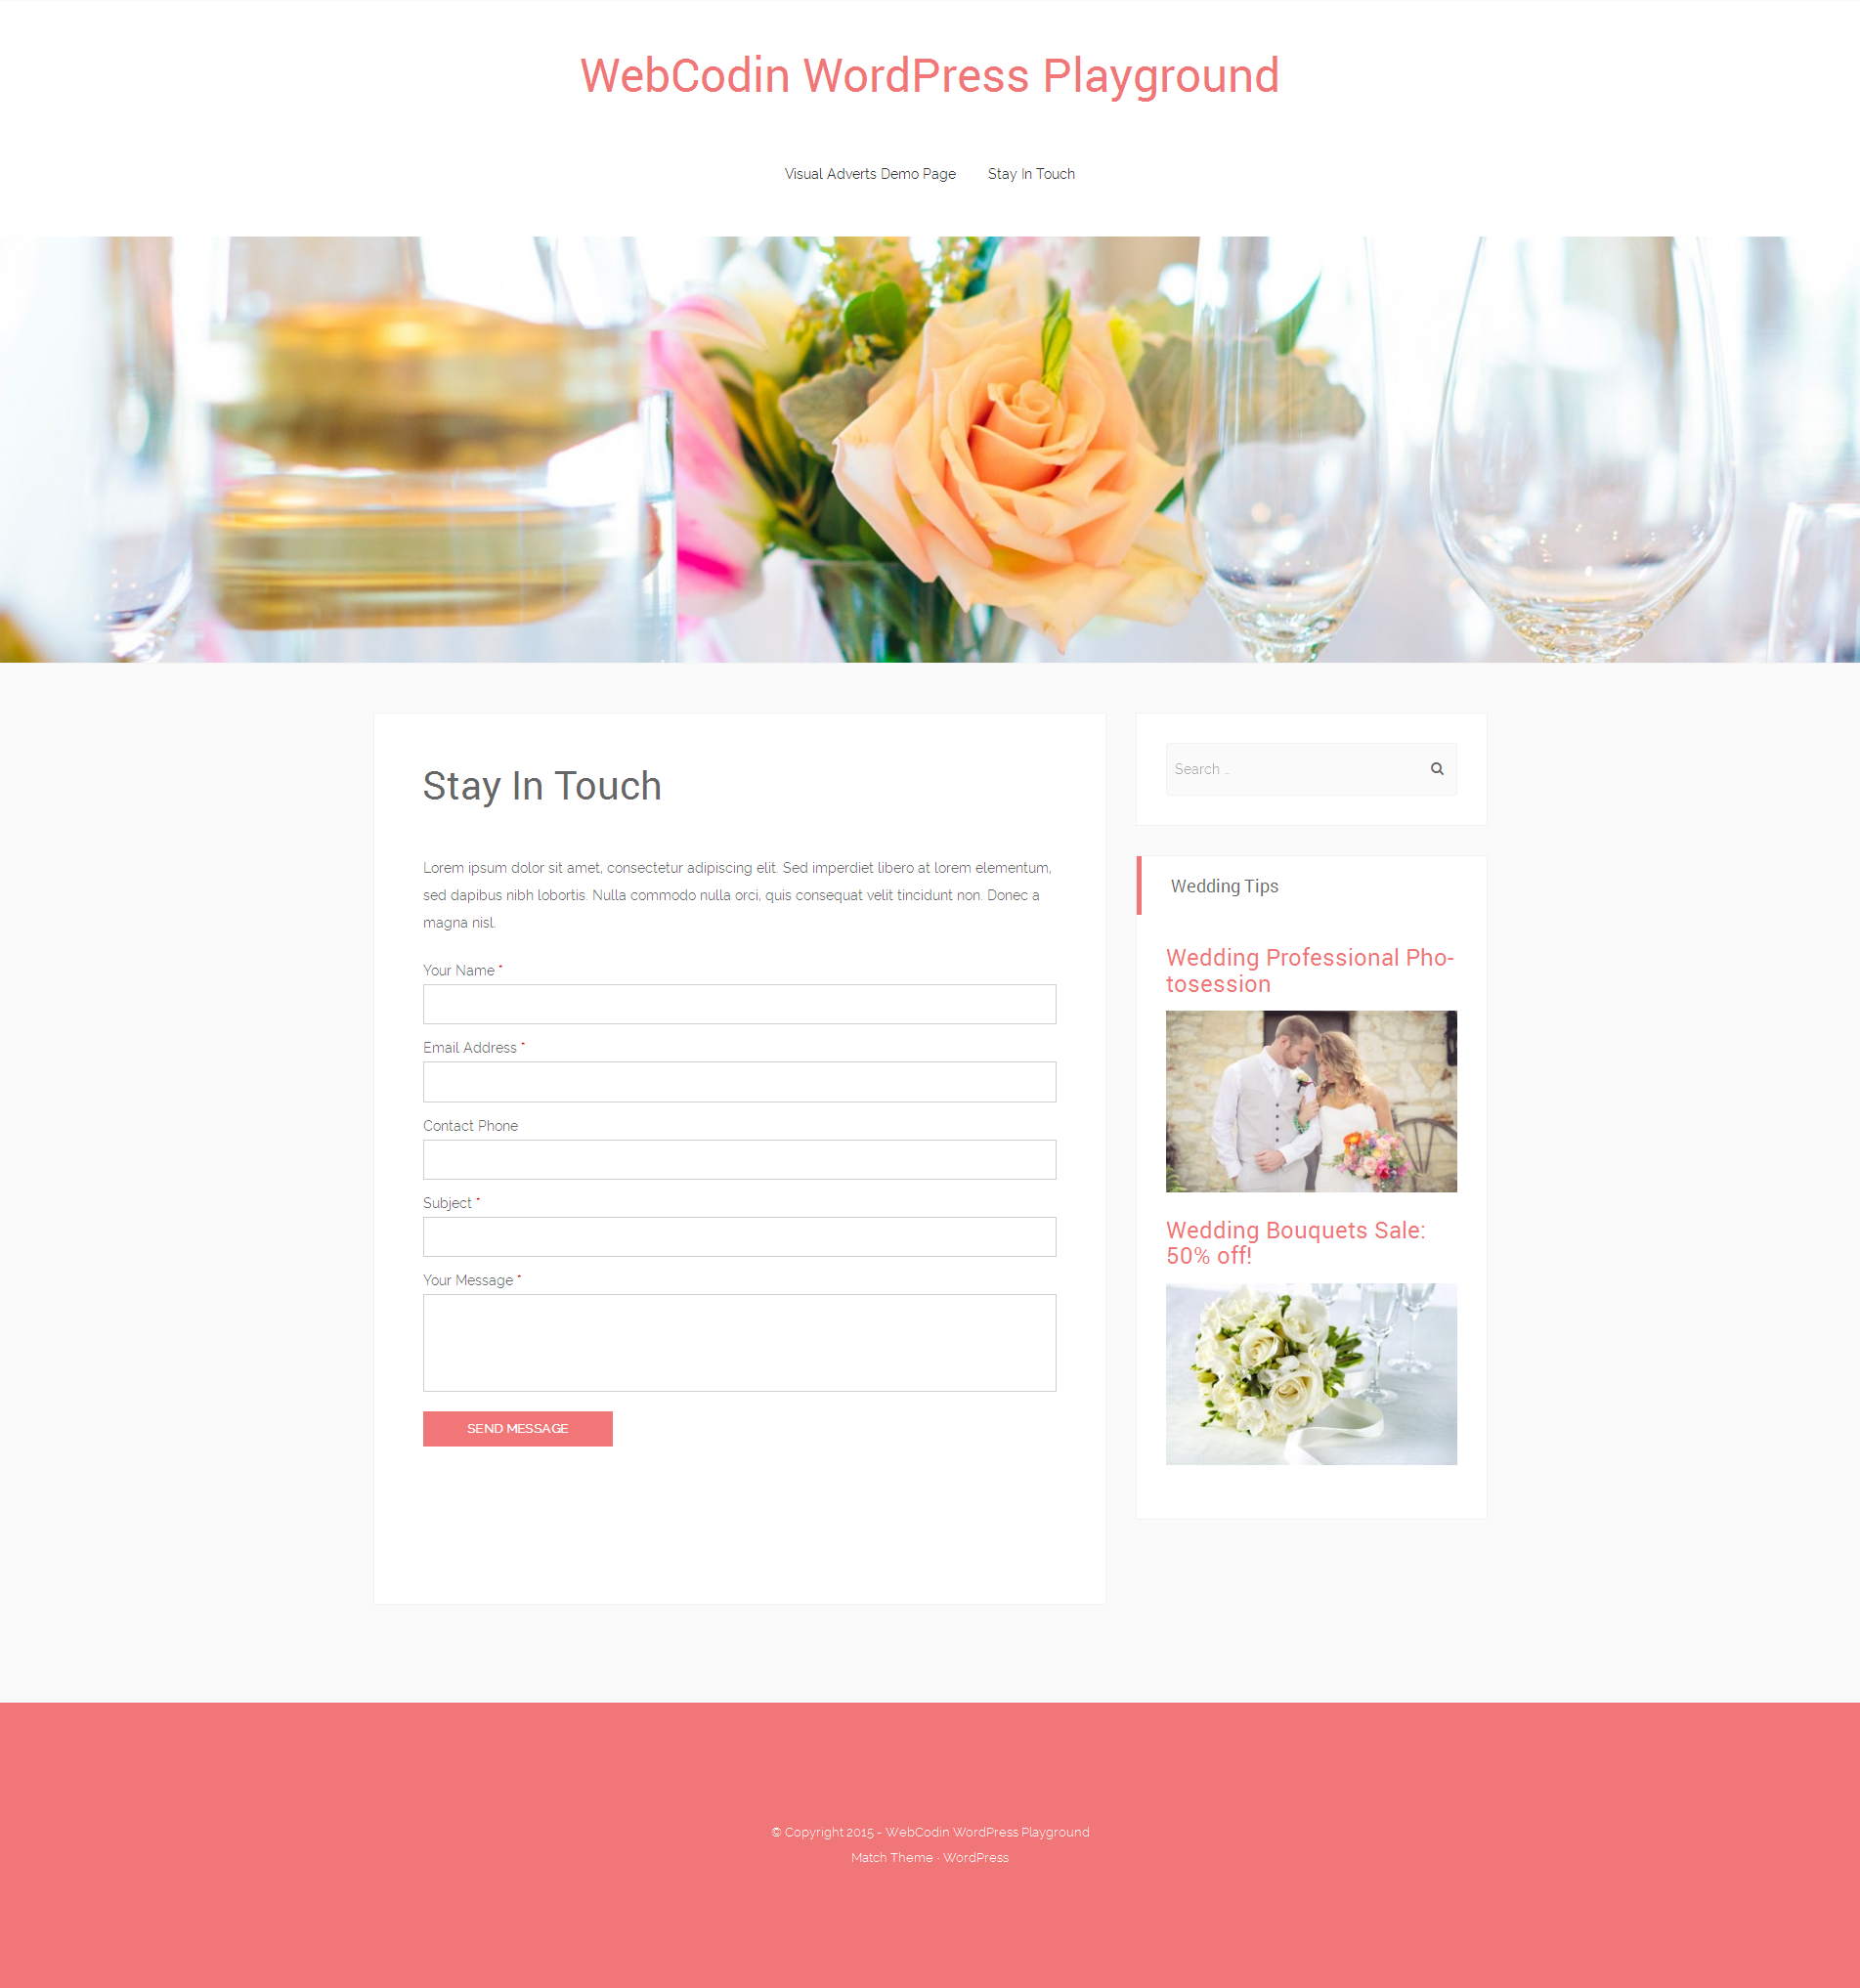 WebCodin WordPress Playground
Visual Adverts Demo Page Stay In Touch
Stay In Touch
Lorem ipsum dolor sit amet, consectetur adipiscing elit. Sed imperdiet libero at lorem elementum,
sed dapibus nibh lobortis. Nulla commodo nulla orci, quis consequat velit tincidunt non. Donec a
magna nisl.
Your Name *
Email Address *
Contact Phone
Subject *
Your Message *
SEND MESSAGE
Search …
Wedding Tips
Wedding Professional Pho-
tosession
Wedding Bouquets Sale:
50% off!
© Copyright 2015 - WebCodin WordPress Playground
Match Theme · WordPress